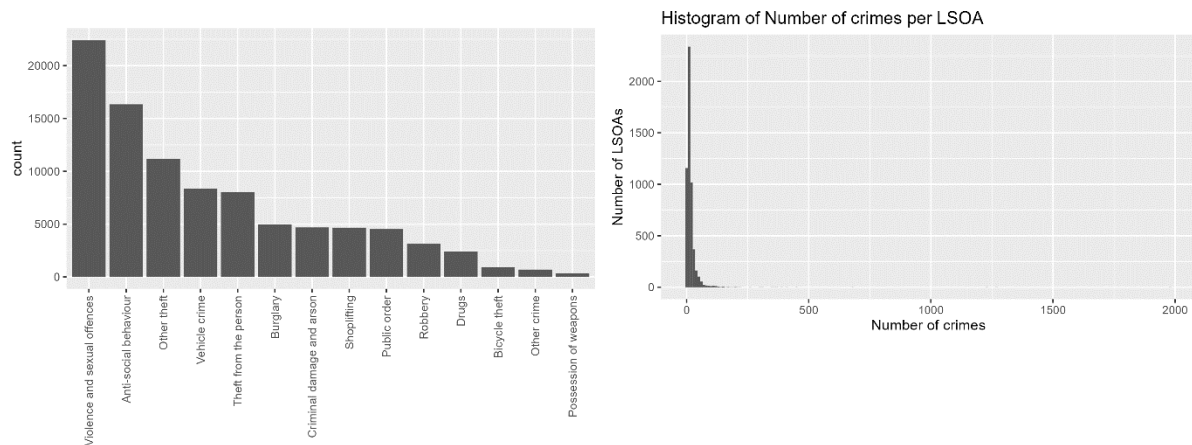 count
20000
15000
10000
5000
0
Violence and sexual offences
Anti-social behaviour
Other theft
Vehicle crime
Theft from the person
Burglary
Criminal damage and arson
Shoplifting
Public order
Robbery
Drugs
Bicycle theft
Other crime
Possession of weapons
Histogram of Number of crimes per LSOA
Number of LSOAs
2000
1500
1000
500
0
0 500 1000 1500 2000
Number of crimes